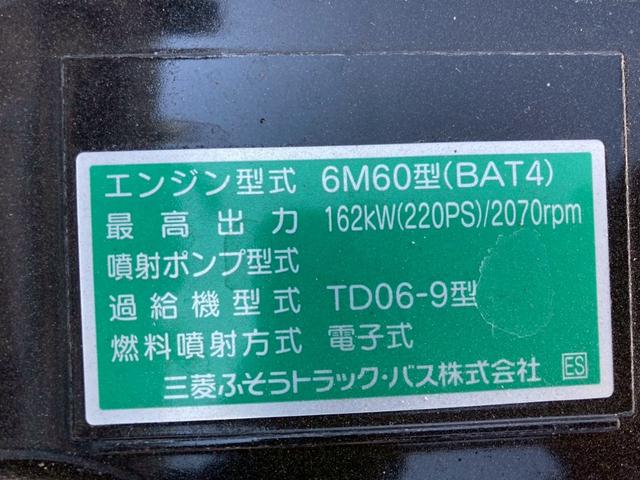 エンジン型式 6M60型(BAT4)
最高出力 162kW(220PS)/2070rpm
噴射ポンプ型式
過給機型式 TD06-9型
燃料噴射方式 電子式
三菱ふそうトラック・バス株式会社 ES